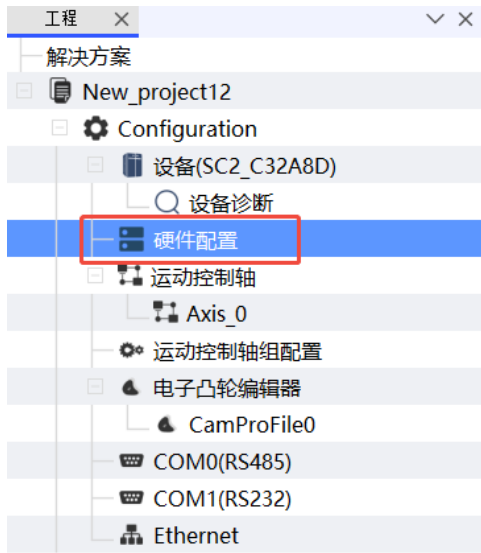 工程
解决方案
New_project12
Configuration
设备(SC2_C32A8D)
设备诊断
硬件配置
运动控制轴
Axis_0
运动控制轴组配置
电子凸轮编辑器
CamProFile0
COM0(RS485)
COM1(RS232)
Ethernet